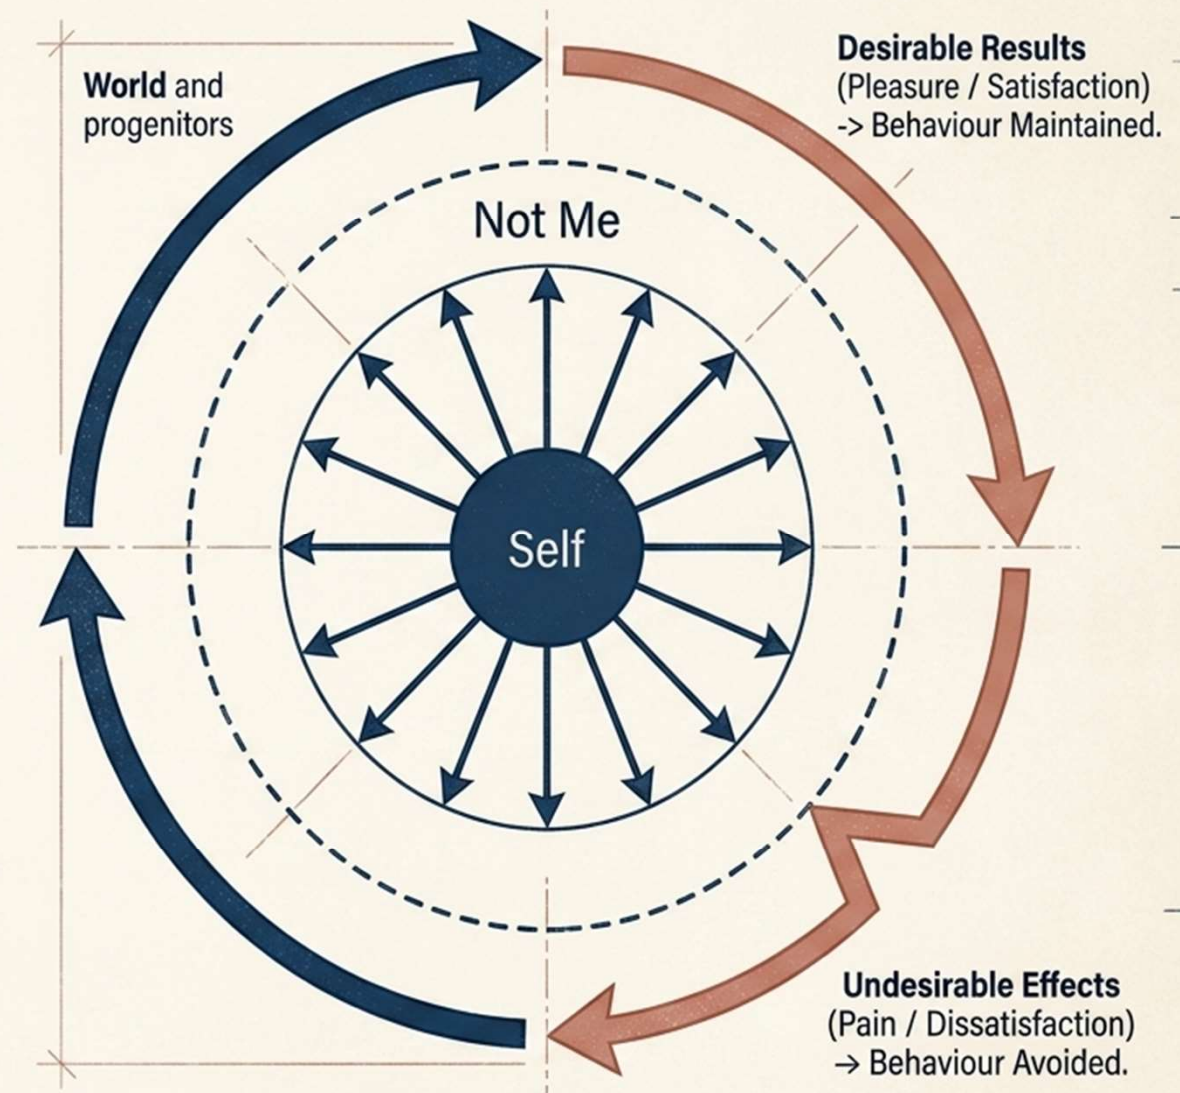 World and
progenitors
Desirable Results
(Pleasure / Satisfaction)
-> Behaviour Maintained.
Not Me
Self
Undesirable Effects
(Pain / Dissatisfaction)
→ Behaviour Avoided.